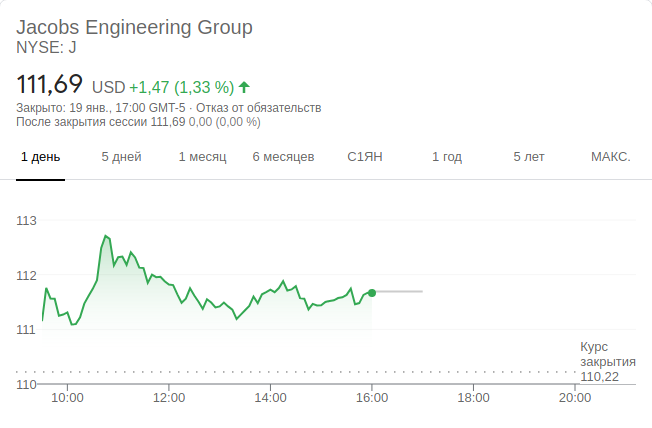 Jacobs Engineering Group
NYSE: J
111,69 USD +1,47 (1,33 %)
Закрыто: 19 янв., 17:00 GMT-5 · Отказ от обязательств
После закрытия сессии 111,69 0,00 (0,00 %)
1 день 5 дней 1 месяц 6 месяцев С1ЯН 1 год 5 лет МАКС.
113
112
111
Курс
закрытия
110,22
110
10:00 12:00 14:00 16:00 18:00 20:00